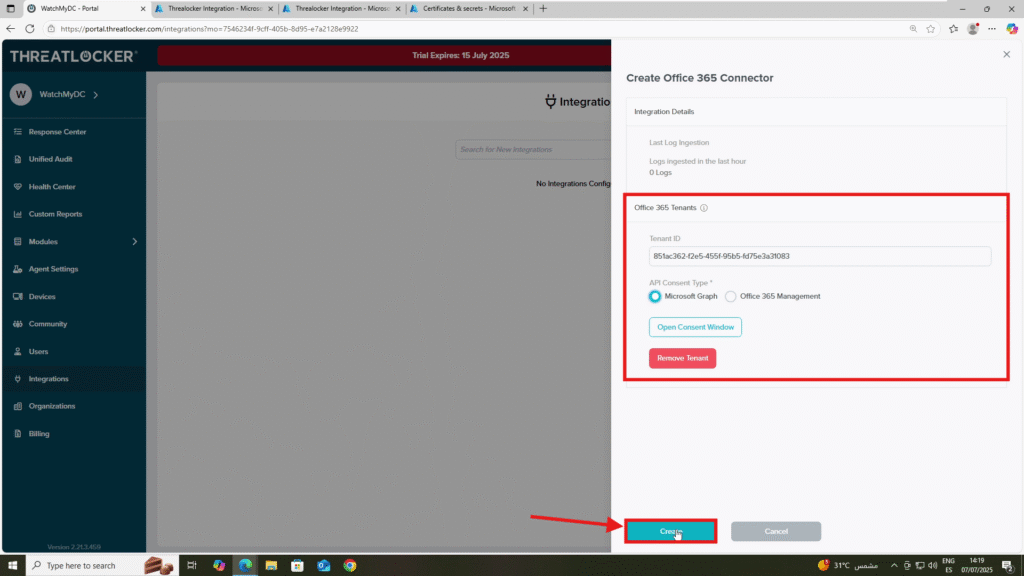 WatchMyDC - Portal
Threalocker Integration - Microso
Threalocker Integration - Microso
Certificates & secrets - Microsoft
https://portal.threatlocker.com/integrations?mo=7546234f-9cff-405b-8d95-e7a2128e9922
THREATLOCKER
Trial Expires: 15 July 2025
W WatchMyDC
Response Center
Unified Audit
Health Center
Custom Reports
Modules
Agent Settings
Devices
Community
Users
Integrations
Organizations
Billing
Version 2.21.3.459
Integratio
Search for New Integrations
No Integrations Config
Create Office 365 Connector
Integration Details
Last Log Ingestion
Logs ingested in the last hour
0 Logs
Office 365 Tenants
Tenant ID
851ac362-f2e5-455f-95b5-fd75e3a31083
API Consent Type *
Microsoft Graph Office 365 Management
Open Consent Window
Remove Tenant
Create Cancel
Type here to search
31°C مشمس
ENG
ES
14:19
07/07/2025
2